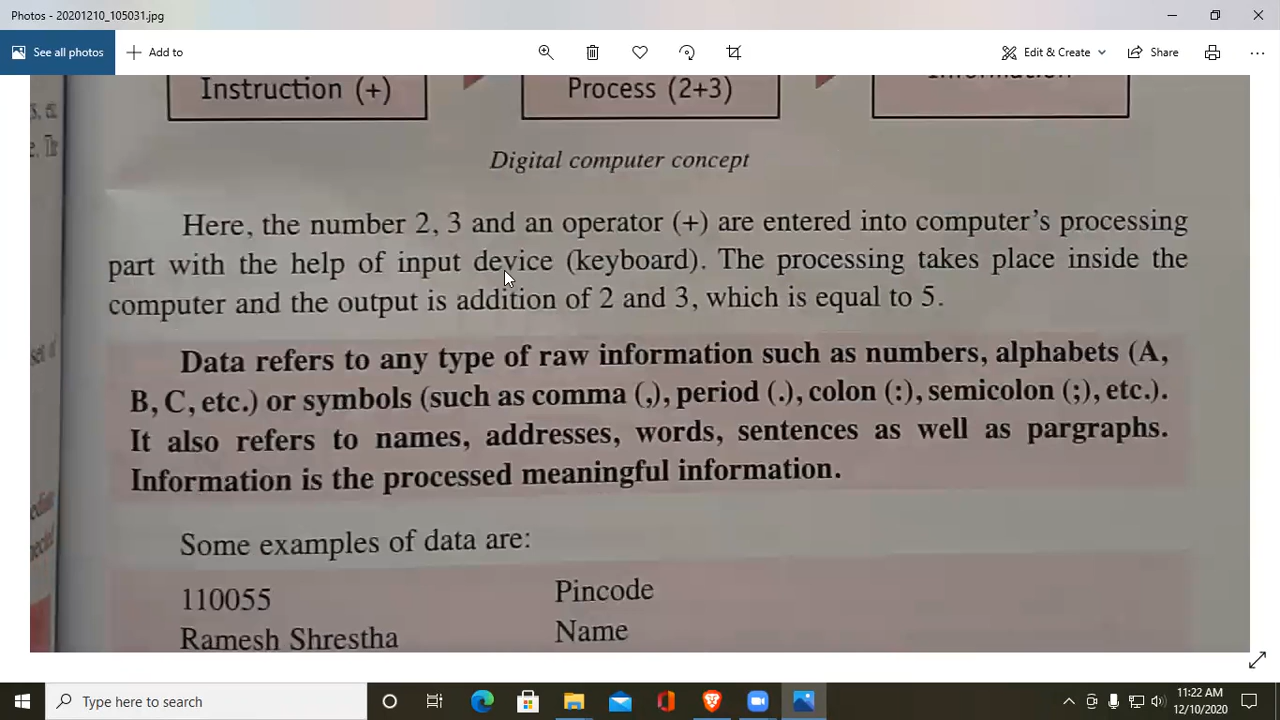 Photos - 20201210_105031.jpg
See all photos
Add to
Edit & Create
Share
Instruction (+)
Process (2+3)
Information
Digital computer concept
Here, the number 2, 3 and an operator (+) are entered into computer's processing
part with the help of input device (keyboard). The processing takes place inside the
computer and the output is addition of 2 and 3, which is equal to 5.
Data refers to any type of raw information such as numbers, alphabets (A,
B, C, etc.) or symbols (such as comma (,), period (.), colon (:), semicolon (;), etc.).
It also refers to names, addresses, words, sentences as well as pargraphs.
Information is the processed meaningful information.
Some examples of data are:
110055 Pincode
Ramesh Shrestha Name
Type here to search
11:22 AM
12/10/2020